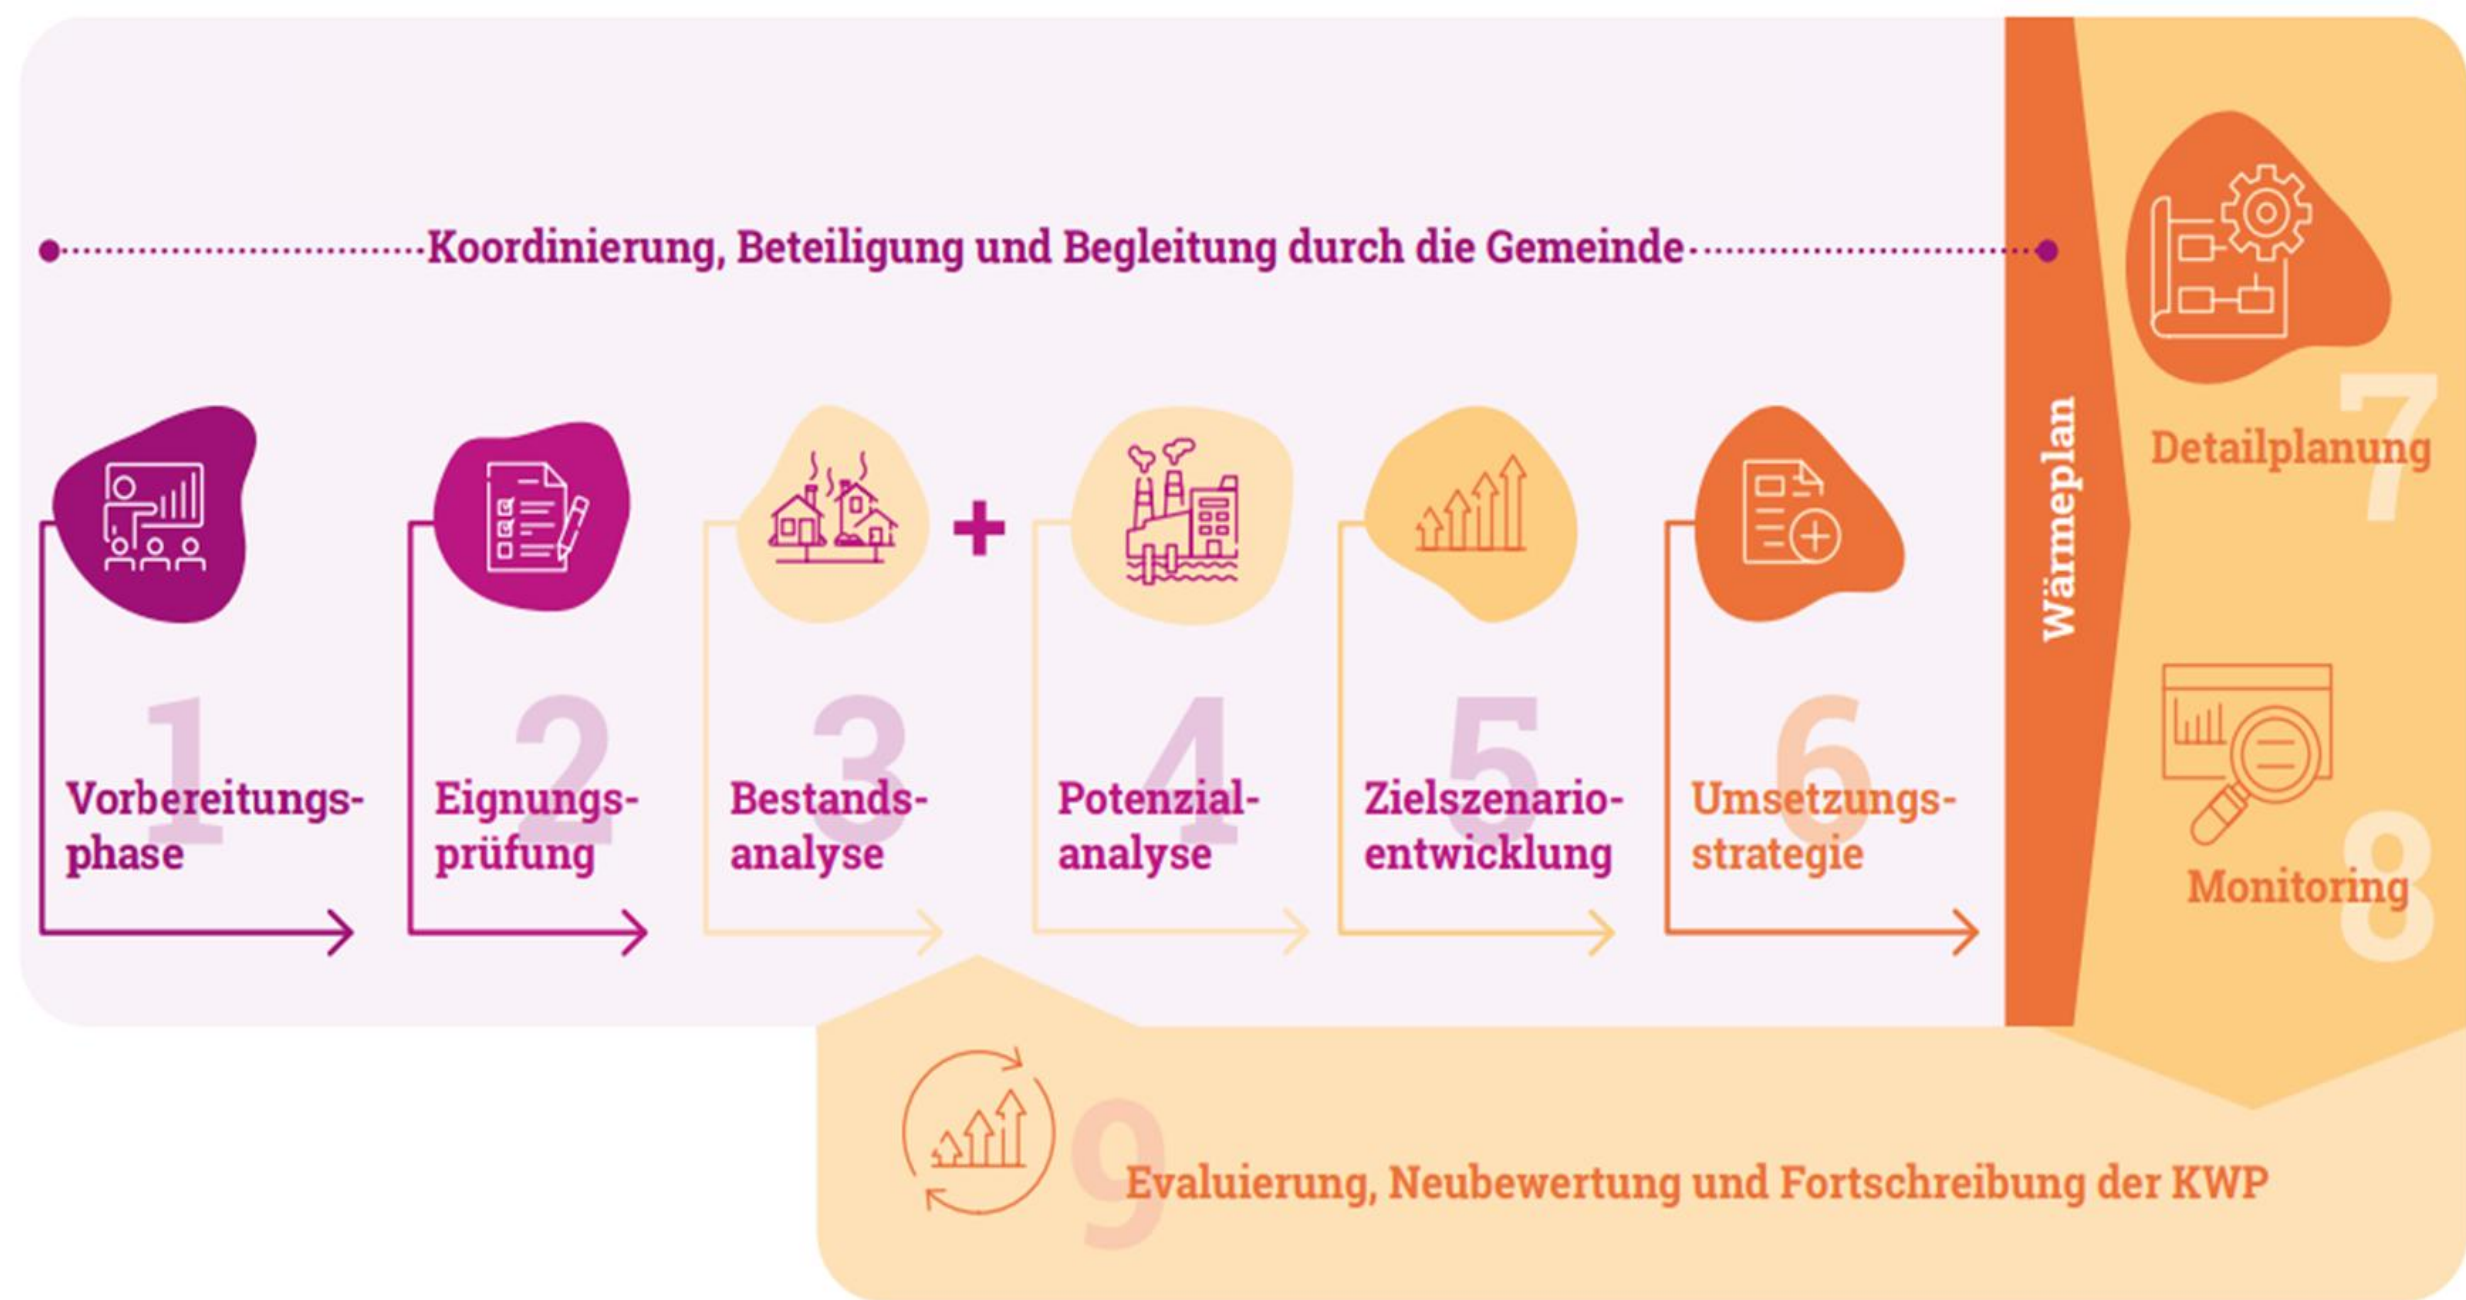 Koordinierung, Beteiligung und Begleitung durch die Gemeinde
1
Vorbereitungs-
phase
2
Eignungs-
prüfung
3
Bestands-
analyse
+
4
Potenzial-
analyse
5
Zielszenario-
entwicklung
6
Umsetzungs-
strategie
Wärmeplan
7
Detailplanung
8
Monitoring
9
Evaluierung, Neubewertung und Fortschreibung der KWP